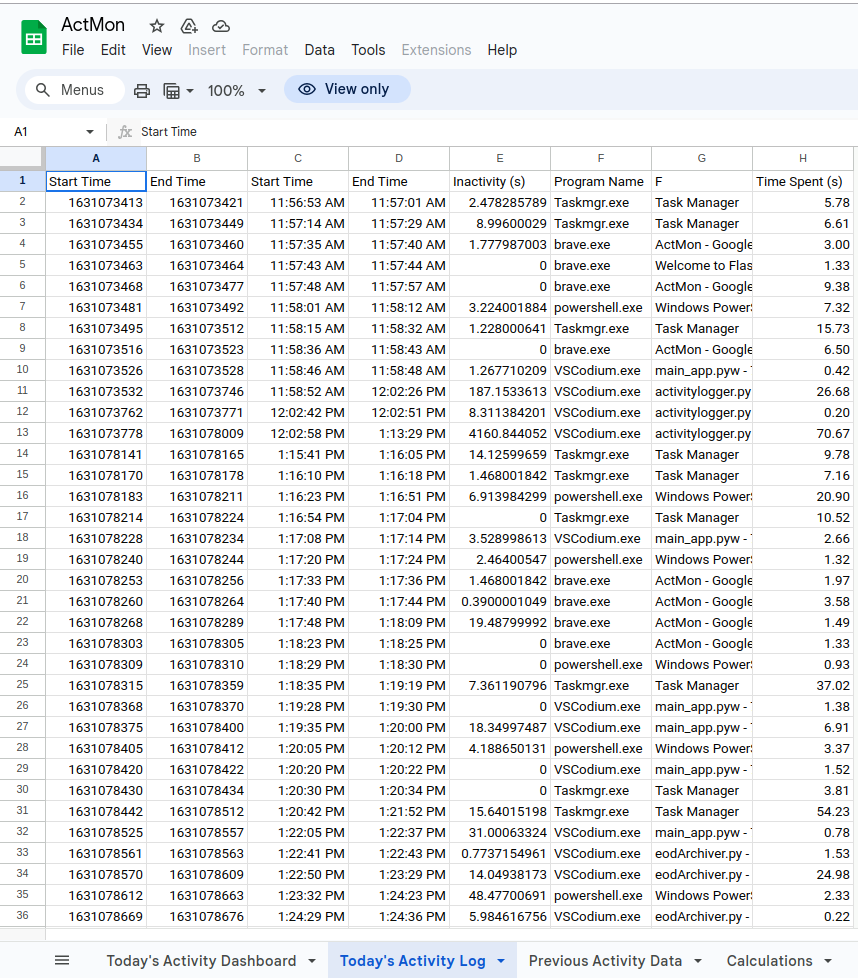 ActMon
File Edit View Insert Format Data Tools Extensions Help
Menus 100% View only
A1 fx Start Time
A B C D E F G H
1 Start Time End Time Start Time End Time Inactivity (s) Program Name F Time Spent (s)
2 1631073413 1631073421 11:56:53 AM 11:57:01 AM 2.478285789 Taskmgr.exe Task Manager 5.78
3 1631073434 1631073449 11:57:14 AM 11:57:29 AM 8.99600029 Taskmgr.exe Task Manager 6.61
4 1631073455 1631073460 11:57:35 AM 11:57:40 AM 1.777987003 brave.exe ActMon - Google 3.00
5 1631073463 1631073464 11:57:43 AM 11:57:44 AM 0 brave.exe Welcome to Flas 1.33
6 1631073468 1631073477 11:57:48 AM 11:57:57 AM 0 brave.exe ActMon - Google 9.38
7 1631073481 1631073492 11:58:01 AM 11:58:12 AM 3.224001884 powershell.exe Windows Power 7.32
8 1631073495 1631073512 11:58:15 AM 11:58:32 AM 1.228000641 Taskmgr.exe Task Manager 15.73
9 1631073516 1631073523 11:58:36 AM 11:58:43 AM 0 brave.exe ActMon - Google 6.50
10 1631073526 1631073528 11:58:46 AM 11:58:48 AM 1.267710209 VSCodium.exe main_app.pyw - 0.42
11 1631073532 1631073746 11:58:52 AM 12:02:26 PM 187.1533613 VSCodium.exe activitylogger.py 26.68
12 1631073762 1631073771 12:02:42 PM 12:02:51 PM 8.311384201 VSCodium.exe activitylogger.py 0.20
13 1631073778 1631078009 12:02:58 PM 1:13:29 PM 4160.844052 VSCodium.exe activitylogger.py 70.67
14 1631078141 1631078165 1:15:41 PM 1:16:05 PM 14.12599659 Taskmgr.exe Task Manager 9.78
15 1631078170 1631078178 1:16:10 PM 1:16:18 PM 1.468001842 Taskmgr.exe Task Manager 7.16
16 1631078183 1631078211 1:16:23 PM 1:16:51 PM 6.913984299 powershell.exe Windows Power 20.90
17 1631078214 1631078224 1:16:54 PM 1:17:04 PM 0 Taskmgr.exe Task Manager 10.52
18 1631078228 1631078234 1:17:08 PM 1:17:14 PM 3.528998613 VSCodium.exe main_app.pyw - 2.66
19 1631078240 1631078244 1:17:20 PM 1:17:24 PM 2.46400547 powershell.exe Windows Power 1.32
20 1631078253 1631078256 1:17:33 PM 1:17:36 PM 1.468001842 brave.exe ActMon - Google 1.97
21 1631078260 1631078264 1:17:40 PM 1:17:44 PM 0.3900001049 brave.exe ActMon - Google 3.58
22 1631078268 1631078289 1:17:48 PM 1:18:09 PM 19.48799992 brave.exe ActMon - Google 1.49
23 1631078303 1631078305 1:18:23 PM 1:18:25 PM 0 brave.exe ActMon - Google 1.33
24 1631078309 1631078310 1:18:29 PM 1:18:30 PM 0 powershell.exe Windows Power 0.93
25 1631078315 1631078359 1:18:35 PM 1:19:19 PM 7.361190796 Taskmgr.exe Task Manager 37.02
26 1631078368 1631078370 1:19:28 PM 1:19:30 PM 0 VSCodium.exe main_app.pyw - 1.38
27 1631078375 1631078400 1:19:35 PM 1:20:00 PM 18.34997487 VSCodium.exe main_app.pyw - 6.91
28 1631078405 1631078412 1:20:05 PM 1:20:12 PM 4.188650131 powershell.exe Windows Power 3.37
29 1631078420 1631078422 1:20:20 PM 1:20:22 PM 0 VSCodium.exe main_app.pyw - 1.52
30 1631078430 1631078434 1:20:30 PM 1:20:34 PM 0 Taskmgr.exe Task Manager 3.81
31 1631078442 1631078512 1:20:42 PM 1:21:52 PM 15.64015198 Taskmgr.exe Task Manager 54.23
32 1631078525 1631078557 1:22:05 PM 1:22:37 PM 31.00063324 VSCodium.exe main_app.pyw - 0.78
33 1631078561 1631078563 1:22:41 PM 1:22:43 PM 0.7737154961 VSCodium.exe eodArchiver.py - 1.53
34 1631078570 1631078609 1:22:50 PM 1:23:29 PM 14.04938173 VSCodium.exe eodArchiver.py - 24.98
35 1631078612 1631078663 1:23:32 PM 1:24:23 PM 48.47700691 powershell.exe Windows Power 2.33
36 1631078669 1631078676 1:24:29 PM 1:24:36 PM 5.984616756 VSCodium.exe eodArchiver.py - 0.22
Today's Activity Dashboard Today's Activity Log Previous Activity Data Calculations